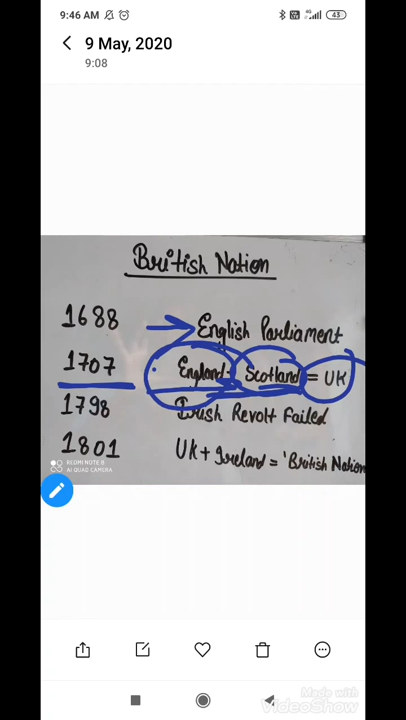 9:46 AM
4G
43
9 May, 2020
9:08
British Nation
1688 → English Parliament
1707 England - Scotland = UK
1798 Irish Revolt Failed
1801 UK + Ireland = 'British Nation
REDMI NOTE 8
AI QUAD CAMERA
Made with
VideoShow